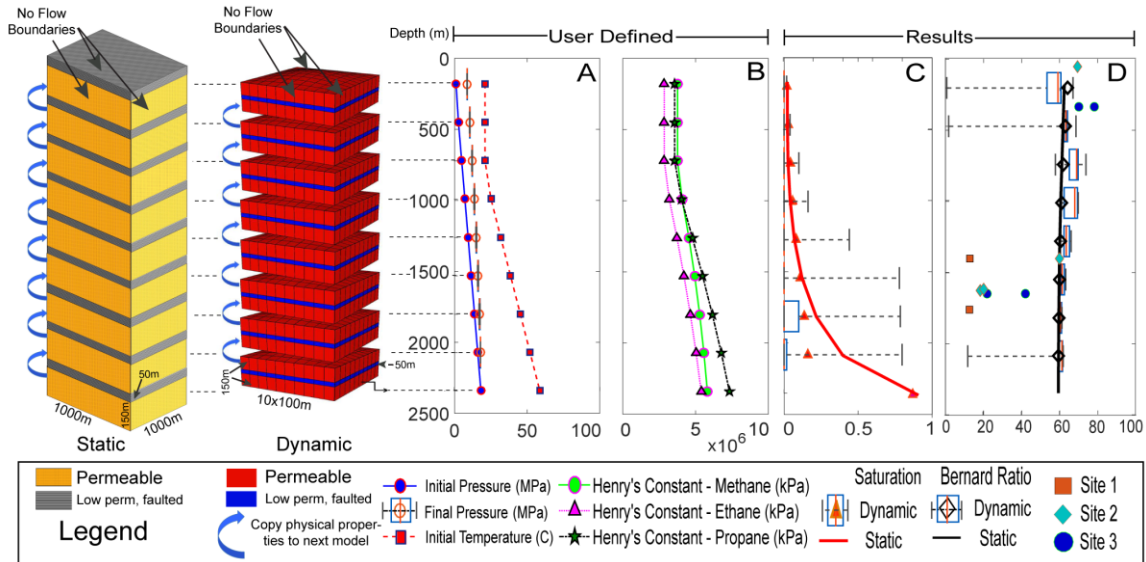 No Flow
Boundaries
No Flow
Boundaries
Depth (m)
User Defined
Results
0
500
1000
1500
2000
2500
A
B
C
D
50m
150m
1000m
1000m
Static
150m
50m
10x100m
Dynamic
0
50
100
0
5
10
x10⁶
0
0.5
1
0
20
40
60
80
100
Permeable
Low perm, faulted
Legend
Permeable
Low perm, faulted
Copy physical proper-
ties to next model
Initial Pressure (MPa)
Final Pressure (MPa)
Initial Temperature (C)
Henry's Constant - Methane (kPa)
Henry's Constant - Ethane (kPa)
Henry's Constant - Propane (kPa)
Saturation
Dynamic
Static
Bernard Ratio
Dynamic
Static
Site 1
Site 2
Site 3